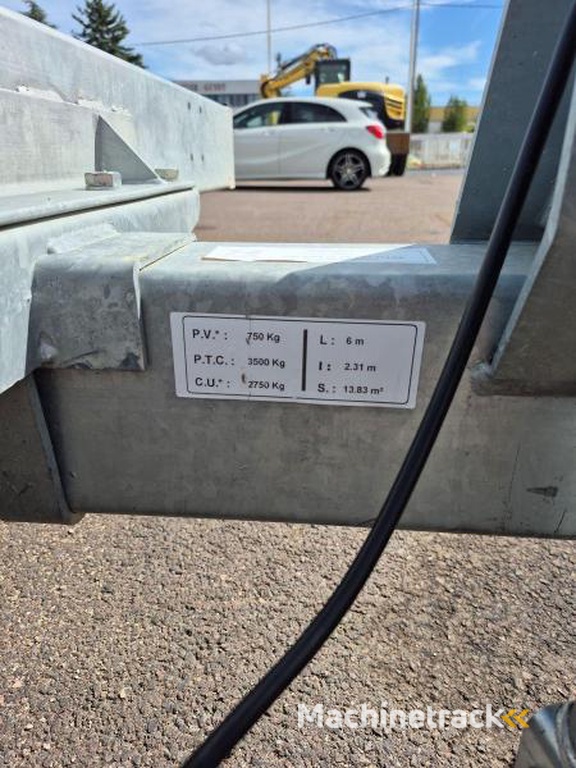 P.V.* : 750 Kg
P.T.C. : 3500 Kg
C.U.* : 2750 Kg
L : 6 m
l : 2.31 m
S. : 13.83 m²
Machinetrack